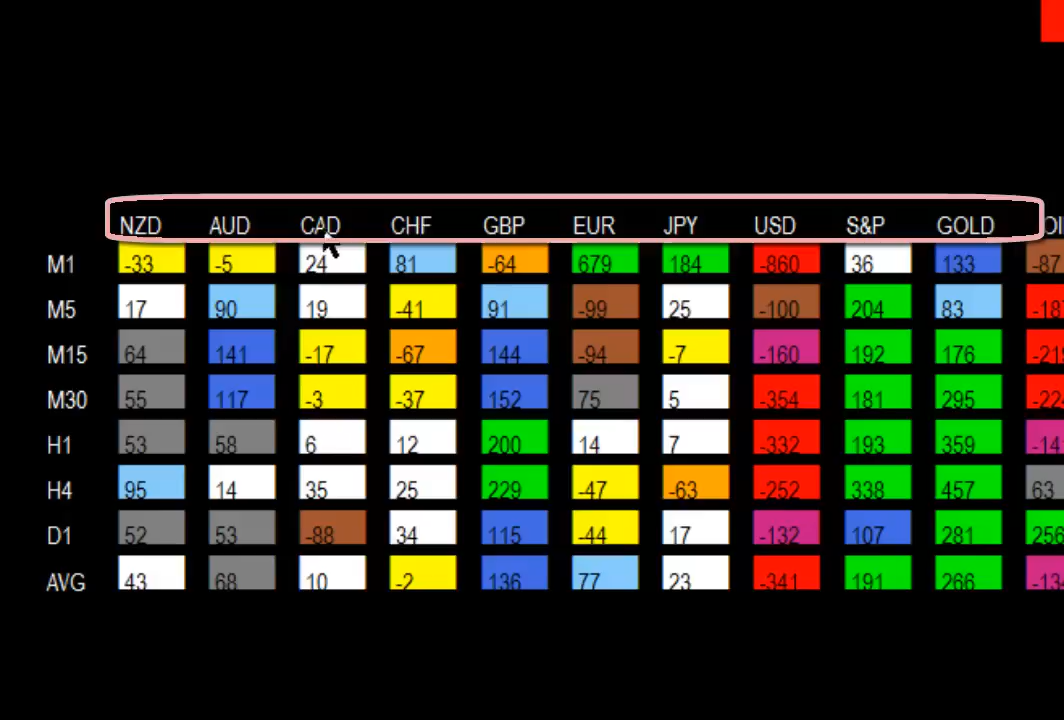 NZD AUD CAD CHF GBP EUR JPY USD S&P GOLD
M1 -33 -5 24 81 -64 679 184 -860 36 133 -87
M5 17 90 19 -41 91 -99 25 -100 204 83
M15 64 141 -17 -67 144 -94 -7 -160 192 176
M30 55 117 -3 -37 152 75 5 -354 181 295
H1 53 58 6 12 200 14 7 -332 193 359
H4 95 14 35 25 229 -47 -63 -252 338 457 63
D1 52 53 -88 34 115 -44 17 -132 107 281 256
AVG 43 68 10 -2 136 77 23 -341 191 266